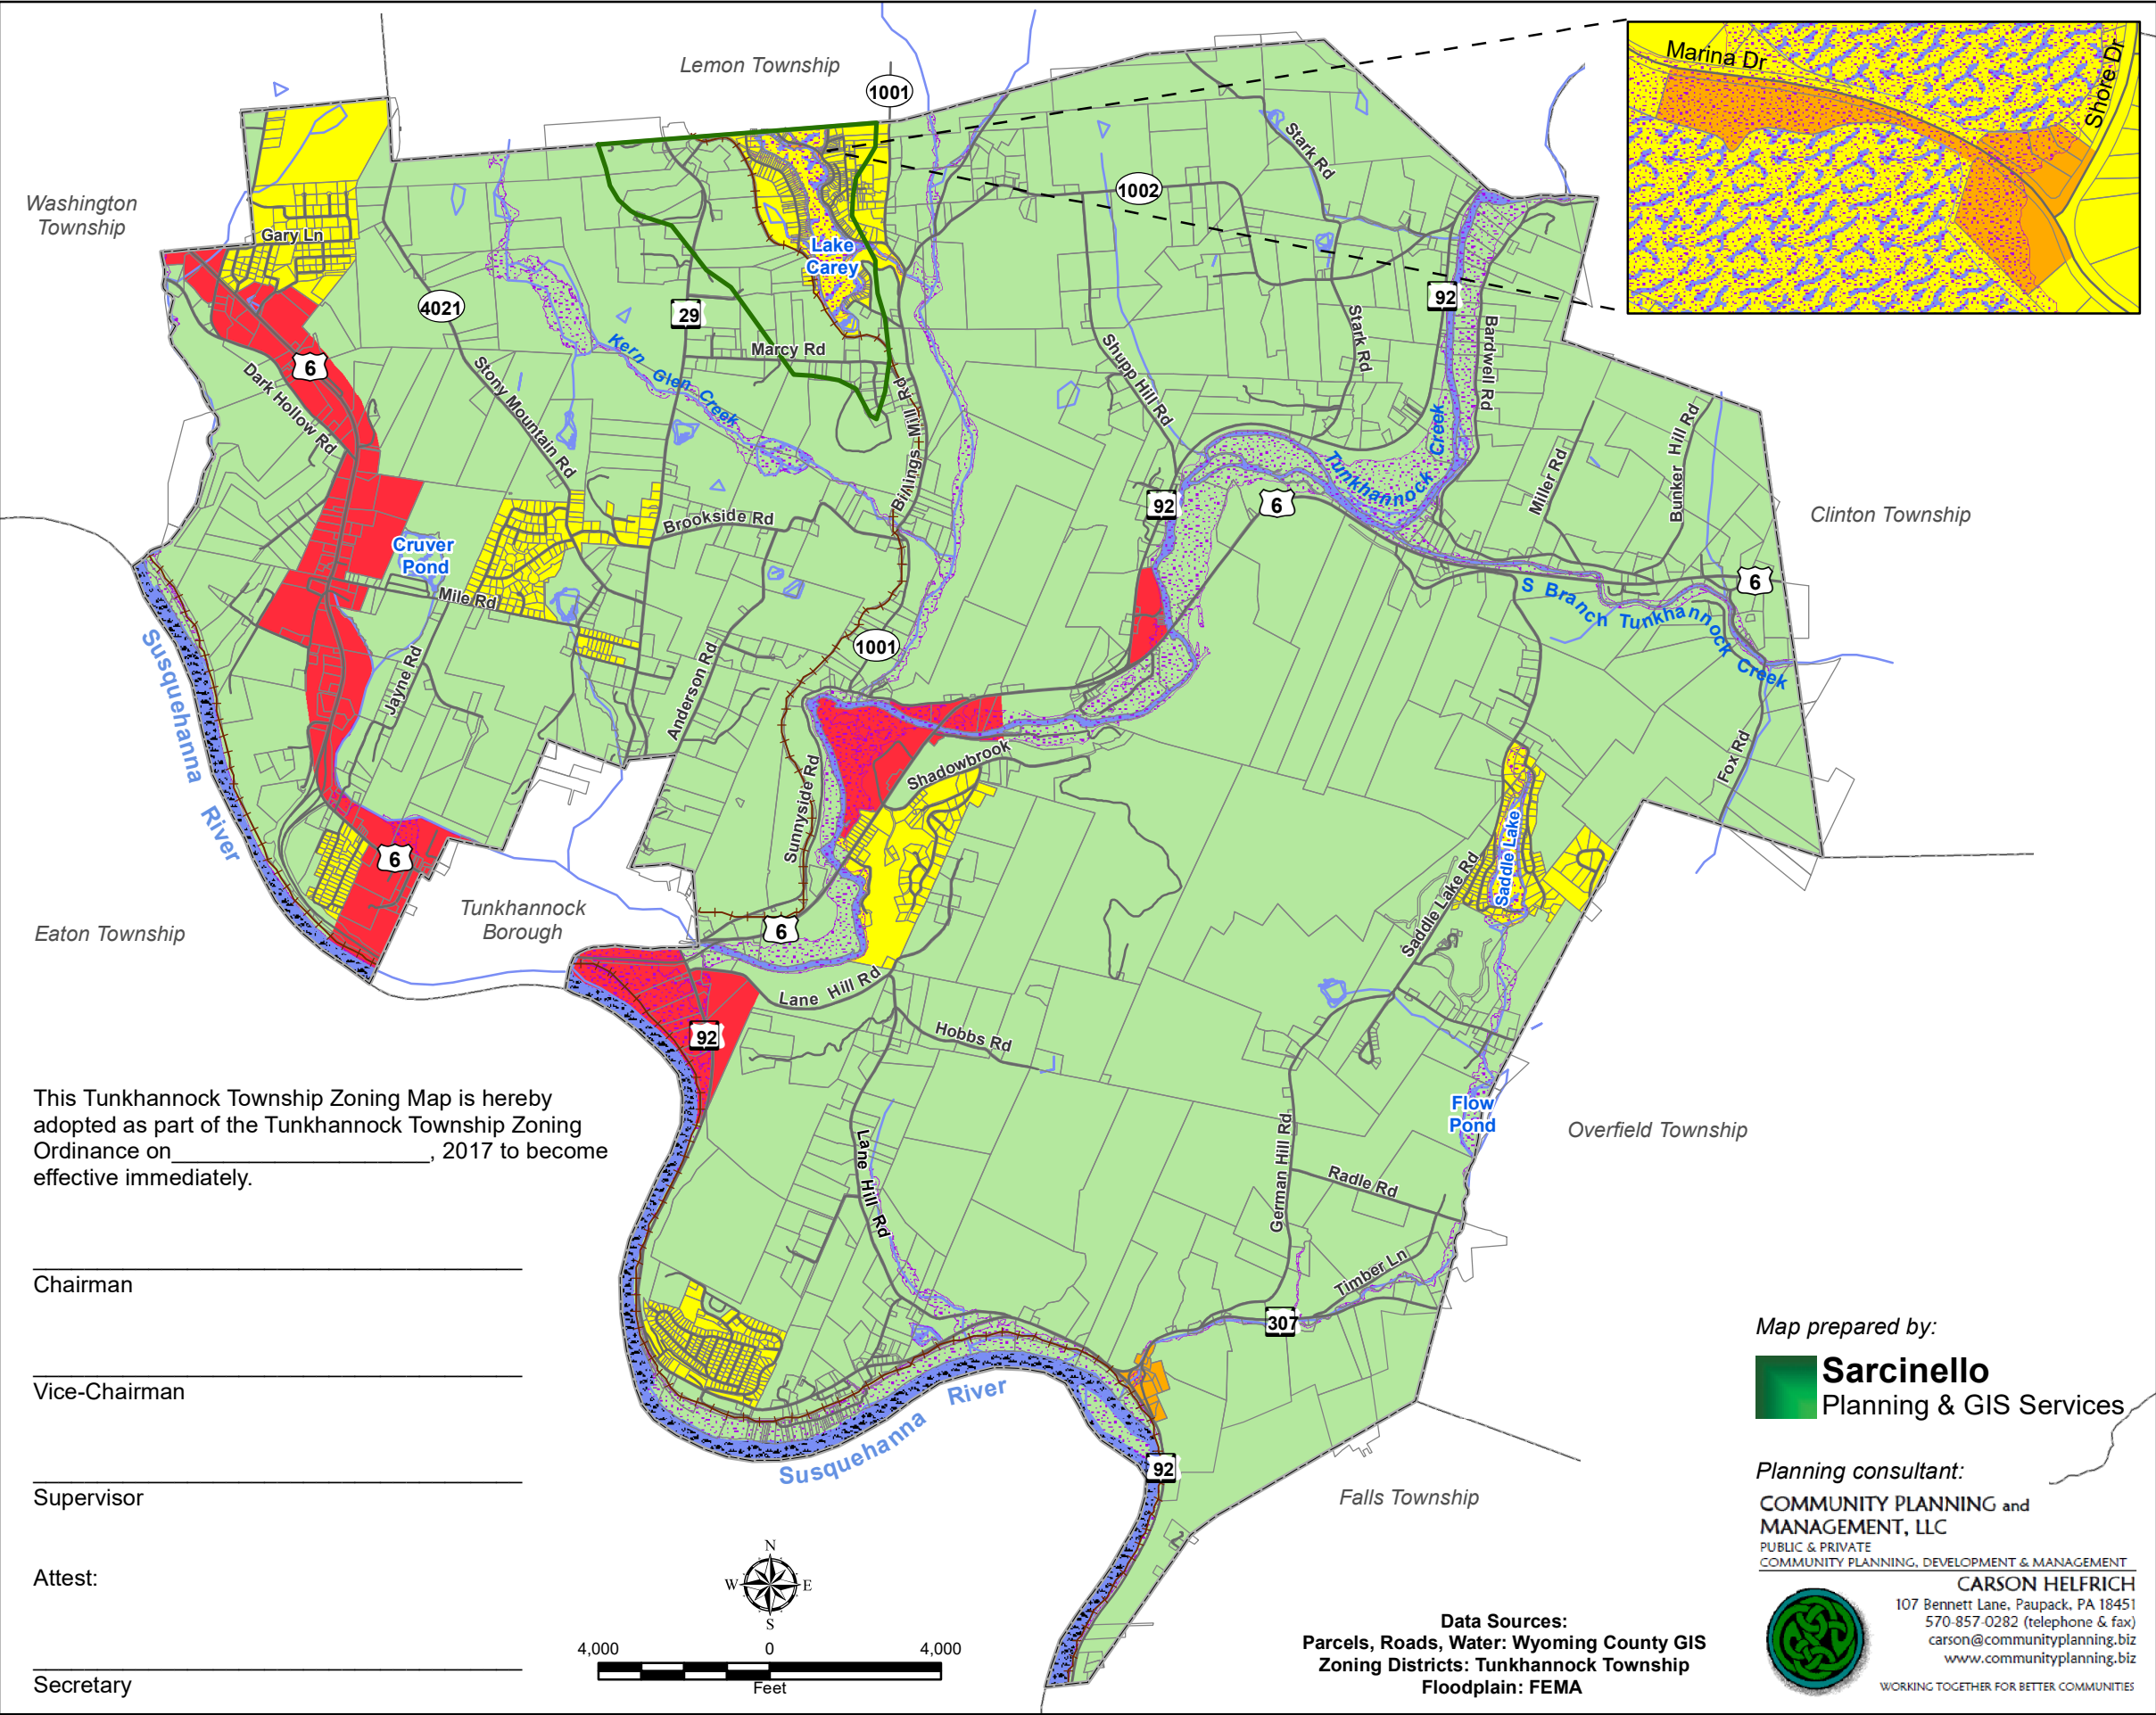 Lemon Township
1001
Marina Dr
Shore Dr
Washington
Township
Gary Ln
Stark Rd
1002
Lake
Carey
4021
29
92
6
Kern
Glen Creek
Marcy Rd
Stark Rd
Bardwell Rd
Shupp Hill Rd
Dark Hollow Rd
Stony Mountain Rd
Billings Mill Rd
Tunkhannock
Creek
Miller Rd
Bunker Hill Rd
Clinton Township
92
6
Brookside Rd
Cruver
Pond
Mile Rd
6
S Branch Tunkhannock Creek
Susquehanna River
1001
Jayne Rd
Anderson Rd
Fox Rd
Shadowbrook
Sunnyside Rd
Saddle Lake
Saddle Lake Rd
6
Tunkhannock
Borough
Eaton Township
6
Lane Hill Rd
92
Hobbs Rd
Flow
Pond
Overfield Township
Lane Hill Rd
German Hill Rd
Radle Rd
Timber Ln
307
Susquehanna River
92
Falls Township
This Tunkhannock Township Zoning Map is hereby
adopted as part of the Tunkhannock Township Zoning
Ordinance on____________________, 2017 to become
effective immediately.
Chairman
Vice-Chairman
Supervisor
Attest:
Secretary
N
W E
S
4,000 0 4,000
Feet
Data Sources:
Parcels, Roads, Water: Wyoming County GIS
Zoning Districts: Tunkhannock Township
Floodplain: FEMA
Map prepared by:
Sarcinello
Planning & GIS Services
Planning consultant:
COMMUNITY PLANNING and
MANAGEMENT, LLC
PUBLIC & PRIVATE
COMMUNITY PLANNING, DEVELOPMENT & MANAGEMENT
CARSON HELFRICH
107 Bennett Lane, Paupack, PA 18451
570-857-0282 (telephone & fax)
carson@communityplanning.biz
www.communityplanning.biz
WORKING TOGETHER FOR BETTER COMMUNITIES